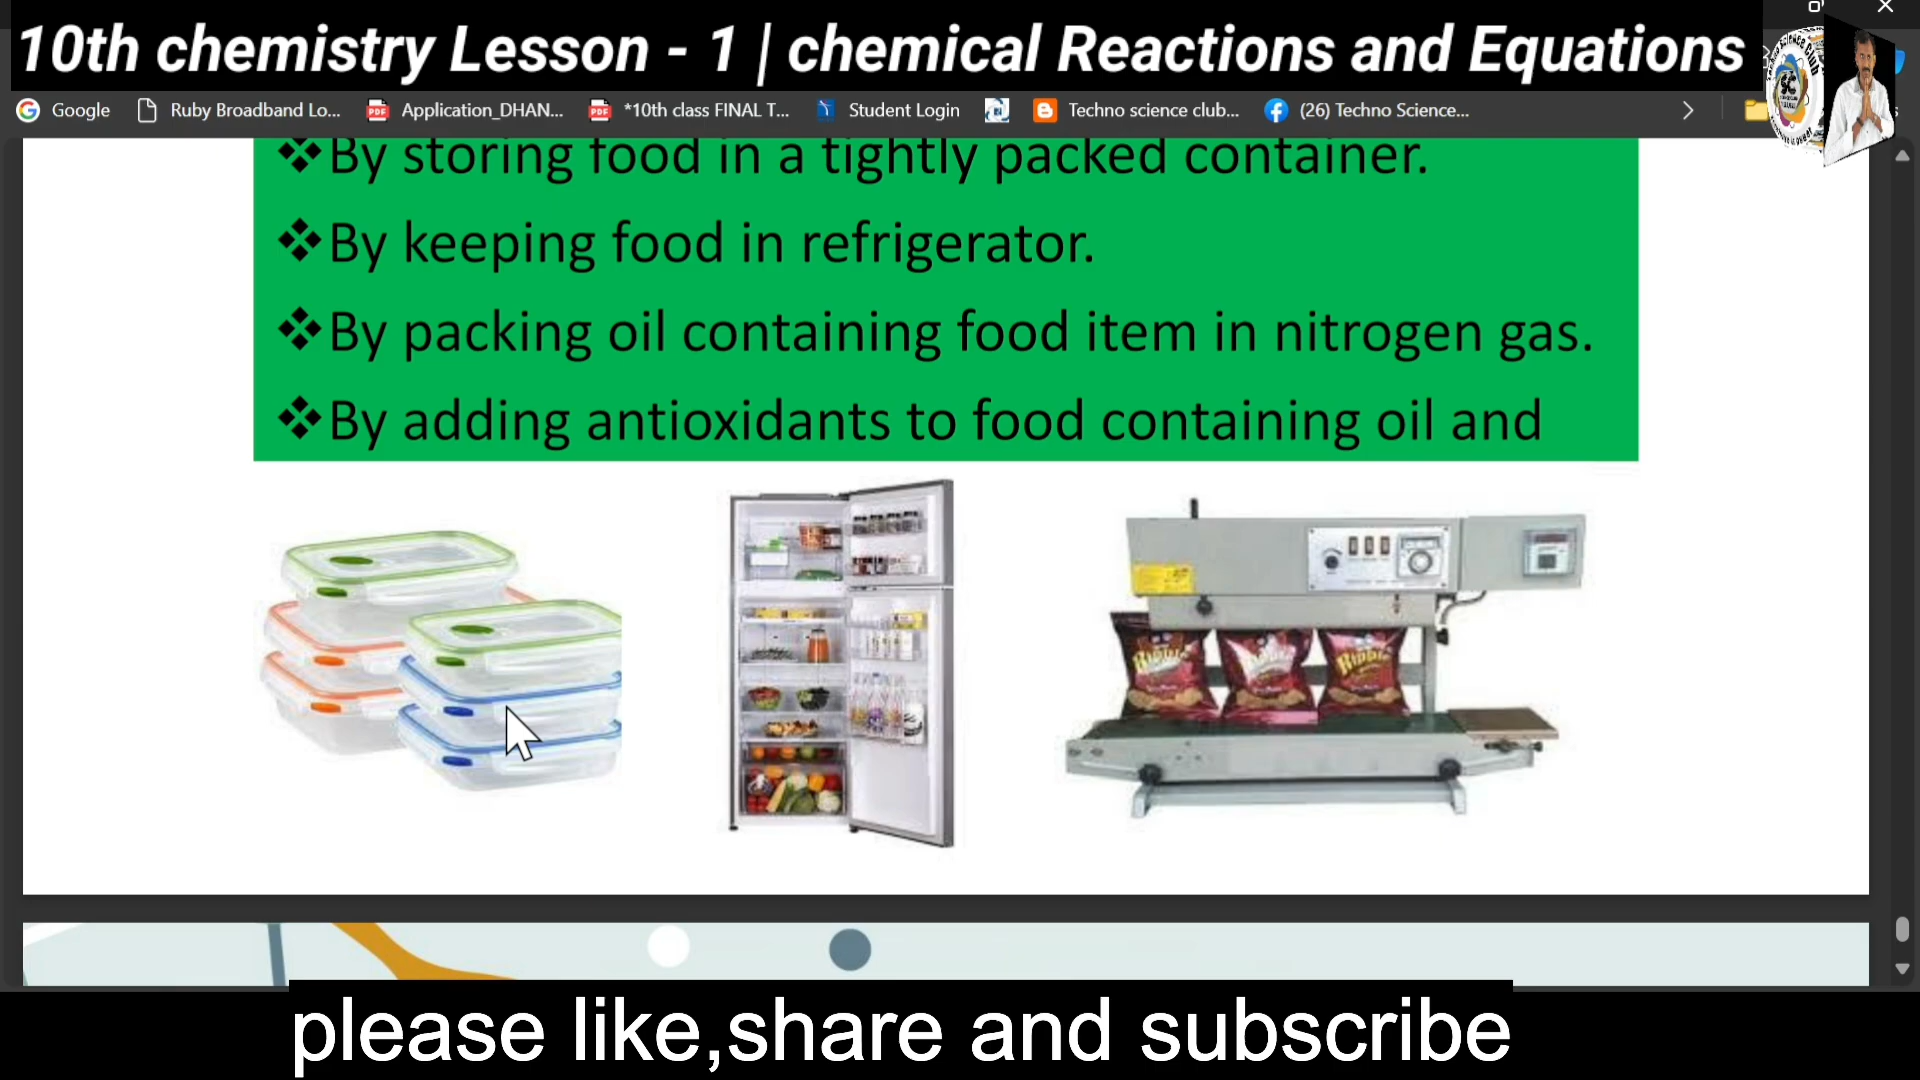 10th chemistry Lesson - 1 | chemical Reactions and Equations
Google
Ruby Broadband Lo...
Application_DHAN...
*10th class FINAL T...
Student Login
Techno science club...
(26) Techno Science...
❖By storing food in a tightly packed container.
❖By keeping food in refrigerator.
❖By packing oil containing food item in nitrogen gas.
❖By adding antioxidants to food containing oil and
please like,share and subscribe